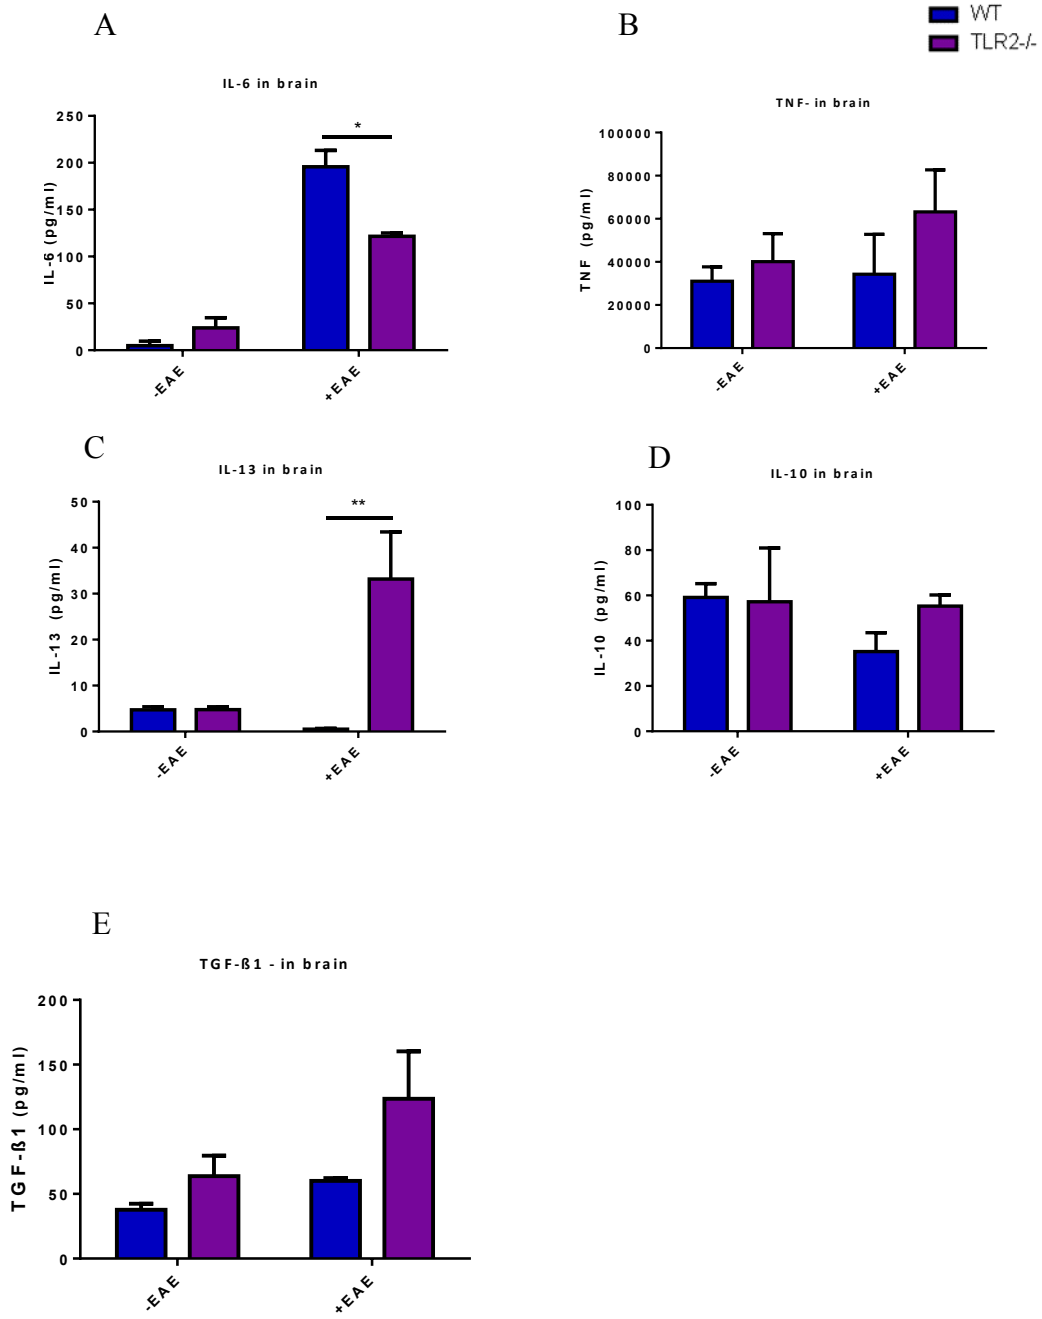 A
B
WT
TLR2-/-
IL-6 in brain
*
IL-6 (pg/ml)
250
200
150
100
50
0
-EAE
+EAE
TNF- in brain
TNF (pg/ml)
100000
80000
60000
40000
20000
0
-EAE
+EAE
C
IL-13 in brain
**
IL-13 (pg/ml)
50
40
30
20
10
0
-EAE
+EAE
D
IL-10 in brain
IL-10 (pg/ml)
100
80
60
40
20
0
-EAE
+EAE
E
TGF-ß1 - in brain
TGF-ß1 (pg/ml)
200
150
100
50
0
-EAE
+EAE